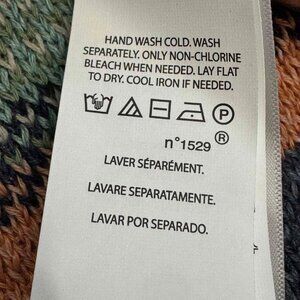 HAND WASH COLD. WASH
SEPARATELY. ONLY NON-CHLORINE
BLEACH WHEN NEEDED. LAY FLAT
TO DRY. COOL IRON IF NEEDED.
P
n°1529 ®
LAVER SÉPARÉMENT.
LAVARE SEPARATAMENTE.
LAVAR POR SEPARADO.